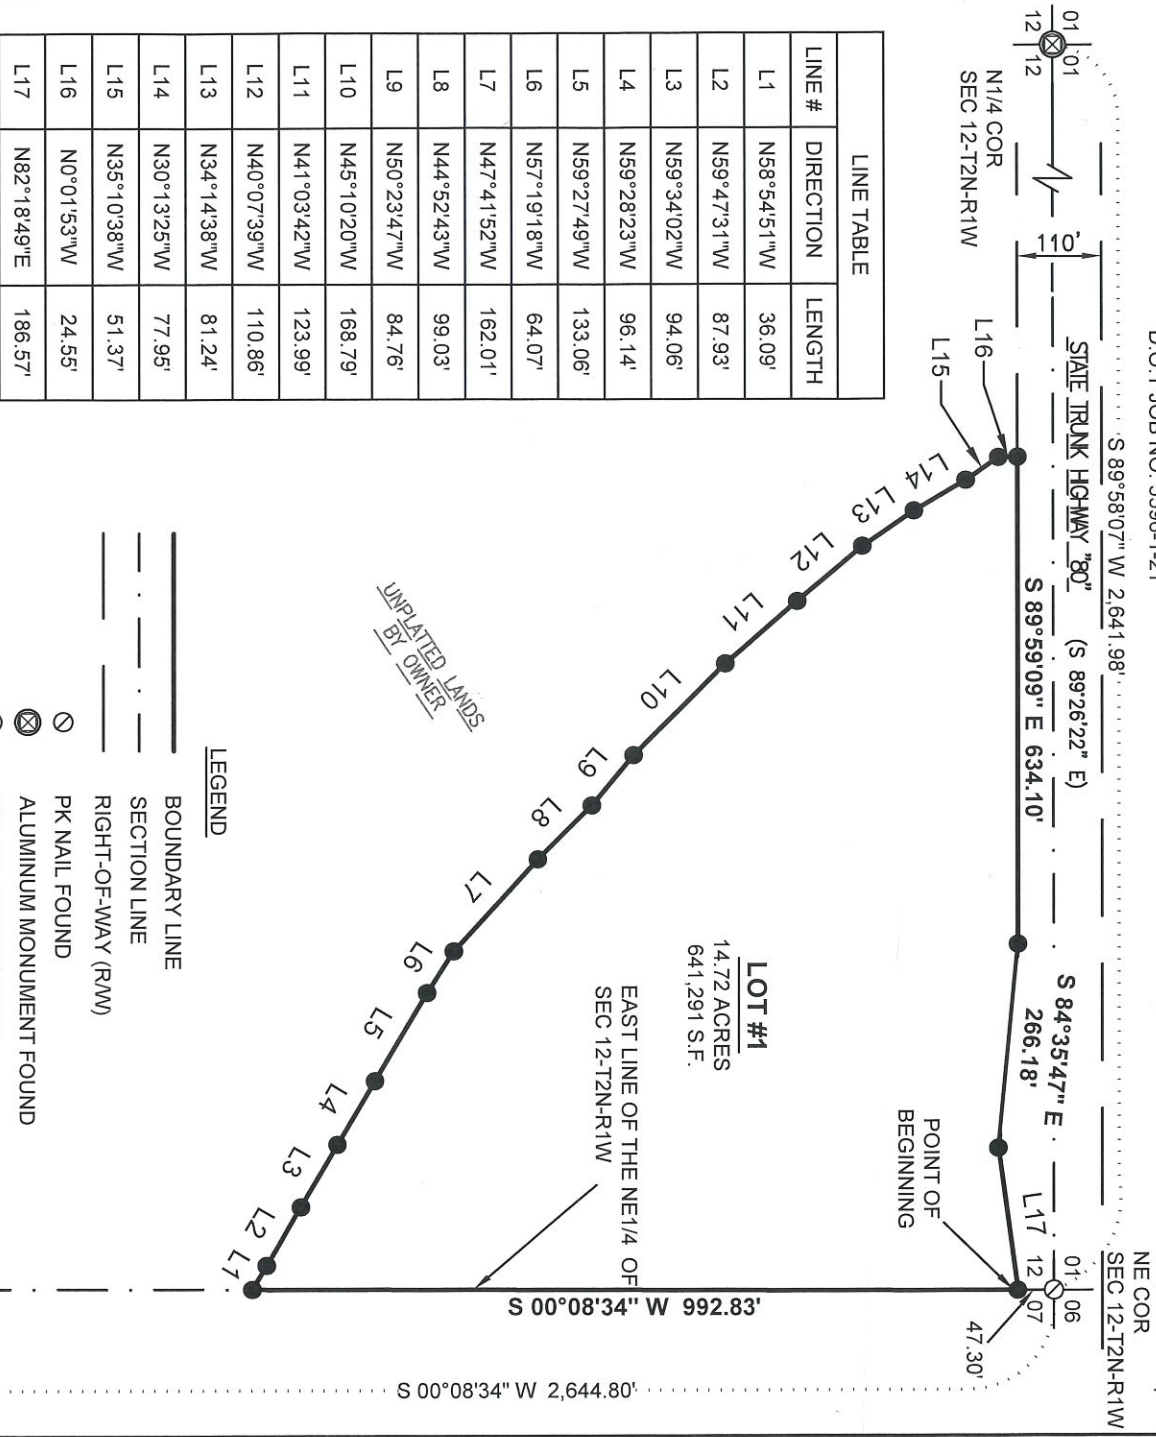 S 89°58'07" W 2,641.98'
NE COR
SEC 12-T2N-R1W
01 01
12 12
N1/4 COR
SEC 12-T2N-R1W
110'
STATE TRUNK HIGHWAY "80"
(S 89°26'22" E)
S 89°59'09" E 634.10'
S 84°35'47" E
266.18'
L17
01 06
12 07
47.30'
POINT OF
BEGINNING
L16
L15
L14
L13
L12
L11
L10
L9
L8
L7
L6
L5
L4
L3
L2
L1
LOT #1
14.72 ACRES
641,291 S.F.
EAST LINE OF THE NE1/4 OF
SEC 12-T2N-R1W
S 00°08'34" W 992.83'
S 00°08'34" W 2,644.80'
UNPLATTED LANDS
BY OWNER
LINE TABLE
LINE # DIRECTION LENGTH
L1 N58°54'51"W 36.09'
L2 N59°47'31"W 87.93'
L3 N59°34'02"W 94.06'
L4 N59°28'23"W 96.14'
L5 N59°27'49"W 133.06'
L6 N57°19'18"W 64.07'
L7 N47°41'52"W 162.01'
L8 N44°52'43"W 99.03'
L9 N50°23'47"W 84.76'
L10 N45°10'20"W 168.79'
L11 N41°03'42"W 123.99'
L12 N40°07'39"W 110.86'
L13 N34°14'38"W 81.24'
L14 N30°13'25"W 77.95'
L15 N35°10'38"W 51.37'
L16 N0°01'53"W 24.55'
L17 N82°18'49"E 186.57'
LEGEND
BOUNDARY LINE
SECTION LINE
RIGHT-OF-WAY (R/W)
PK NAIL FOUND
ALUMINUM MONUMENT FOUND